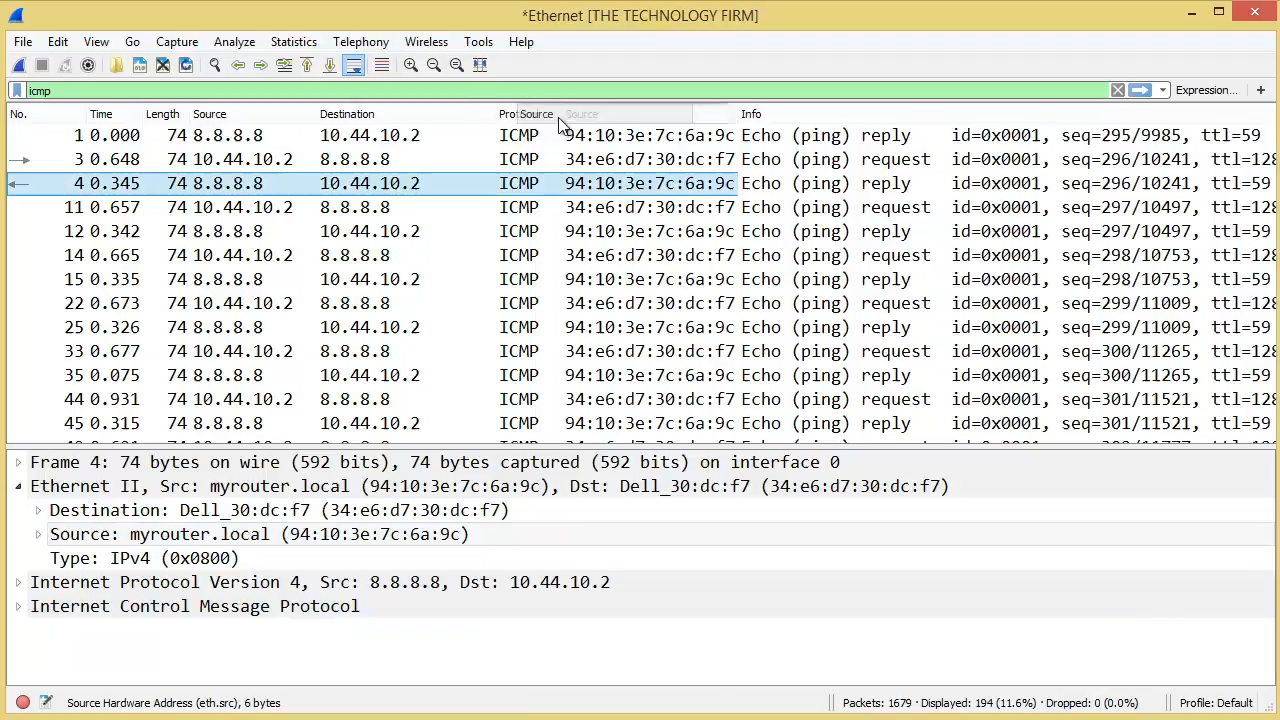 *Ethernet [THE TECHNOLOGY FIRM]
File Edit View Go Capture Analyze Statistics Telephony Wireless Tools Help
icmp Expression... +
No. Time Length Source Destination Source Source Info
1 0.000 74 8.8.8.8 10.44.10.2 ICMP 94:10:3e:7c:6a:9c Echo (ping) reply id=0x0001, seq=295/9985, ttl=59
3 0.648 74 10.44.10.2 8.8.8.8 ICMP 34:e6:d7:30:dc:f7 Echo (ping) request id=0x0001, seq=296/10241, ttl=128
4 0.345 74 8.8.8.8 10.44.10.2 ICMP 94:10:3e:7c:6a:9c Echo (ping) reply id=0x0001, seq=296/10241, ttl=59
11 0.657 74 10.44.10.2 8.8.8.8 ICMP 34:e6:d7:30:dc:f7 Echo (ping) request id=0x0001, seq=297/10497, ttl=128
12 0.342 74 8.8.8.8 10.44.10.2 ICMP 94:10:3e:7c:6a:9c Echo (ping) reply id=0x0001, seq=297/10497, ttl=59
14 0.665 74 10.44.10.2 8.8.8.8 ICMP 34:e6:d7:30:dc:f7 Echo (ping) request id=0x0001, seq=298/10753, ttl=128
15 0.335 74 8.8.8.8 10.44.10.2 ICMP 94:10:3e:7c:6a:9c Echo (ping) reply id=0x0001, seq=298/10753, ttl=59
22 0.673 74 10.44.10.2 8.8.8.8 ICMP 34:e6:d7:30:dc:f7 Echo (ping) request id=0x0001, seq=299/11009, ttl=128
25 0.326 74 8.8.8.8 10.44.10.2 ICMP 94:10:3e:7c:6a:9c Echo (ping) reply id=0x0001, seq=299/11009, ttl=59
33 0.677 74 10.44.10.2 8.8.8.8 ICMP 34:e6:d7:30:dc:f7 Echo (ping) request id=0x0001, seq=300/11265, ttl=128
35 0.075 74 8.8.8.8 10.44.10.2 ICMP 94:10:3e:7c:6a:9c Echo (ping) reply id=0x0001, seq=300/11265, ttl=59
44 0.931 74 10.44.10.2 8.8.8.8 ICMP 34:e6:d7:30:dc:f7 Echo (ping) request id=0x0001, seq=301/11521, ttl=128
45 0.315 74 8.8.8.8 10.44.10.2 ICMP 94:10:3e:7c:6a:9c Echo (ping) reply id=0x0001, seq=301/11521, ttl=59
Frame 4: 74 bytes on wire (592 bits), 74 bytes captured (592 bits) on interface 0
Ethernet II, Src: myrouter.local (94:10:3e:7c:6a:9c), Dst: Dell_30:dc:f7 (34:e6:d7:30:dc:f7)
Destination: Dell_30:dc:f7 (34:e6:d7:30:dc:f7)
Source: myrouter.local (94:10:3e:7c:6a:9c)
Type: IPv4 (0x0800)
Internet Protocol Version 4, Src: 8.8.8.8, Dst: 10.44.10.2
Internet Control Message Protocol
Source Hardware Address (eth.src), 6 bytes Packets: 1679 · Displayed: 194 (11.6%) · Dropped: 0 (0.0%) Profile: Default